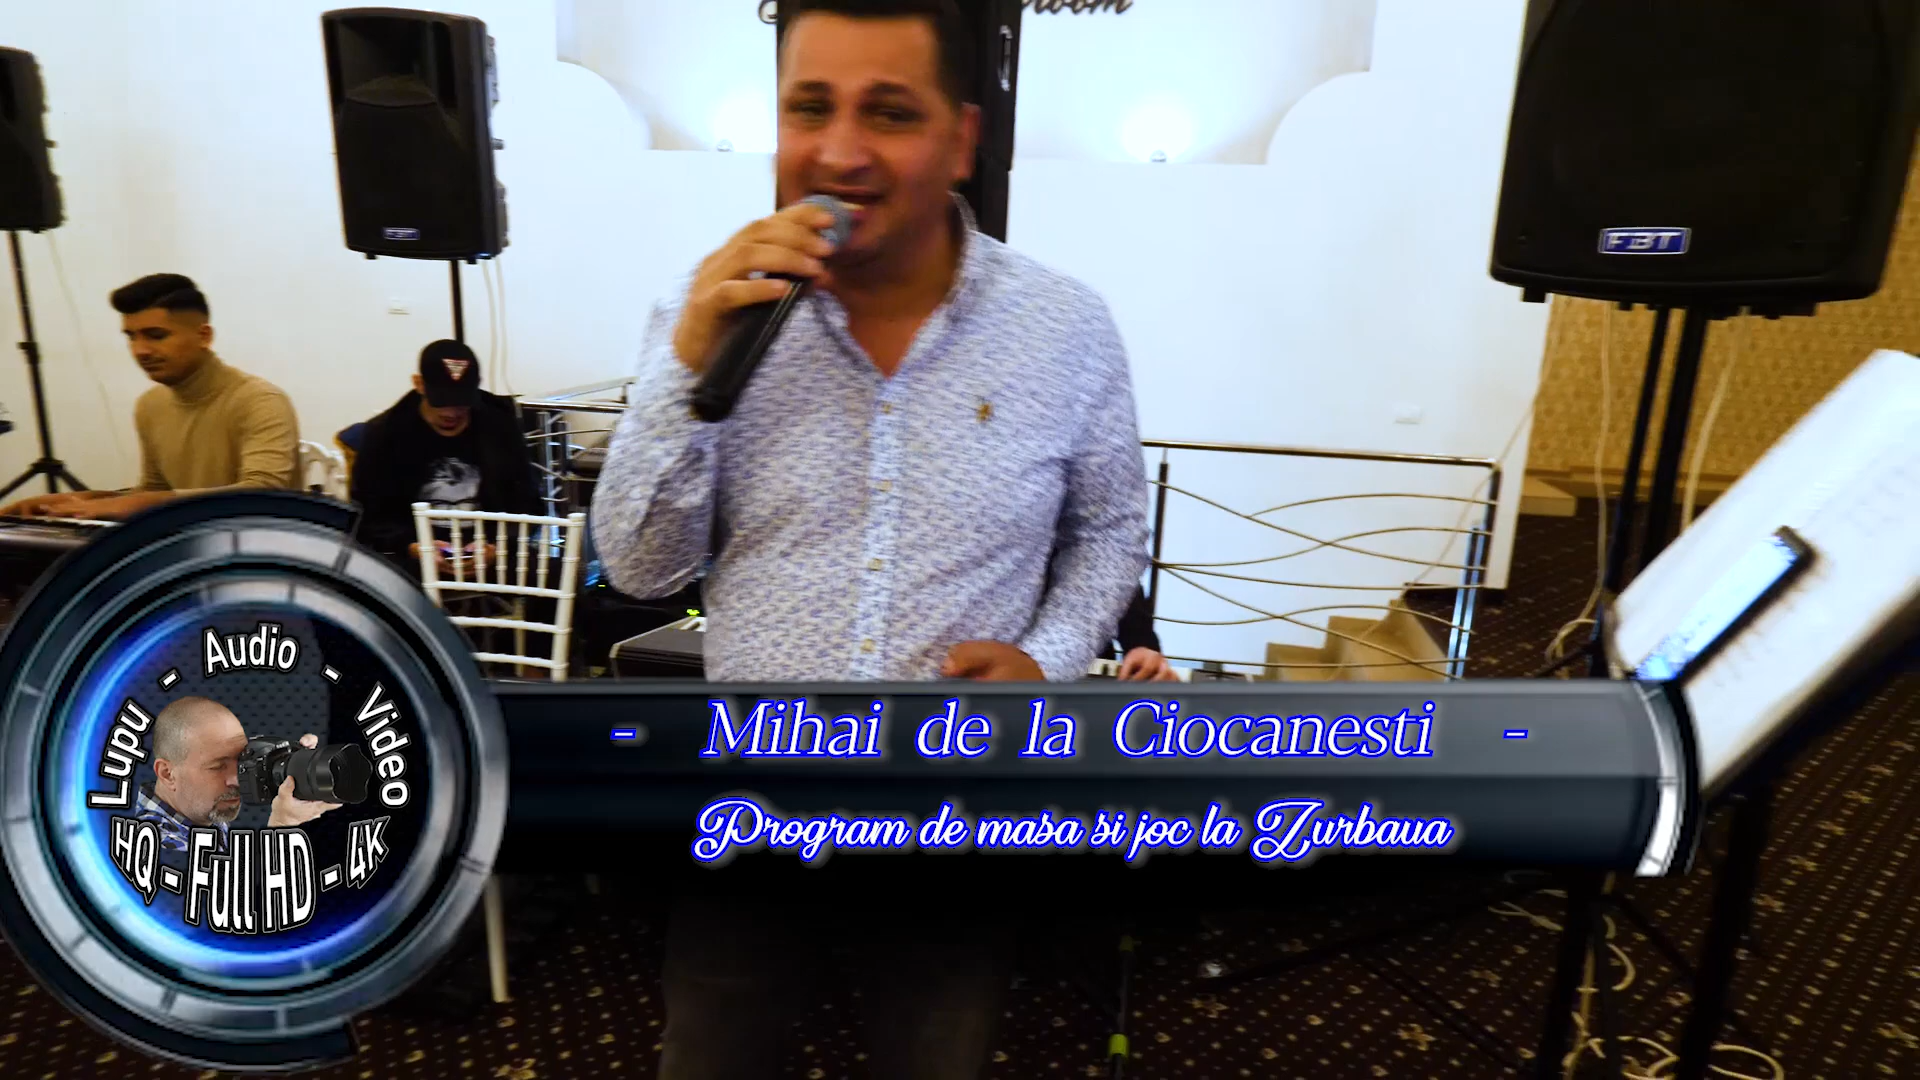 room
FBT
FBT
- Mihai de la Ciocanesti -
Program de masa si joc la Zurbaua
Lupu - Audio - Video
HQ - Full HD - 4K